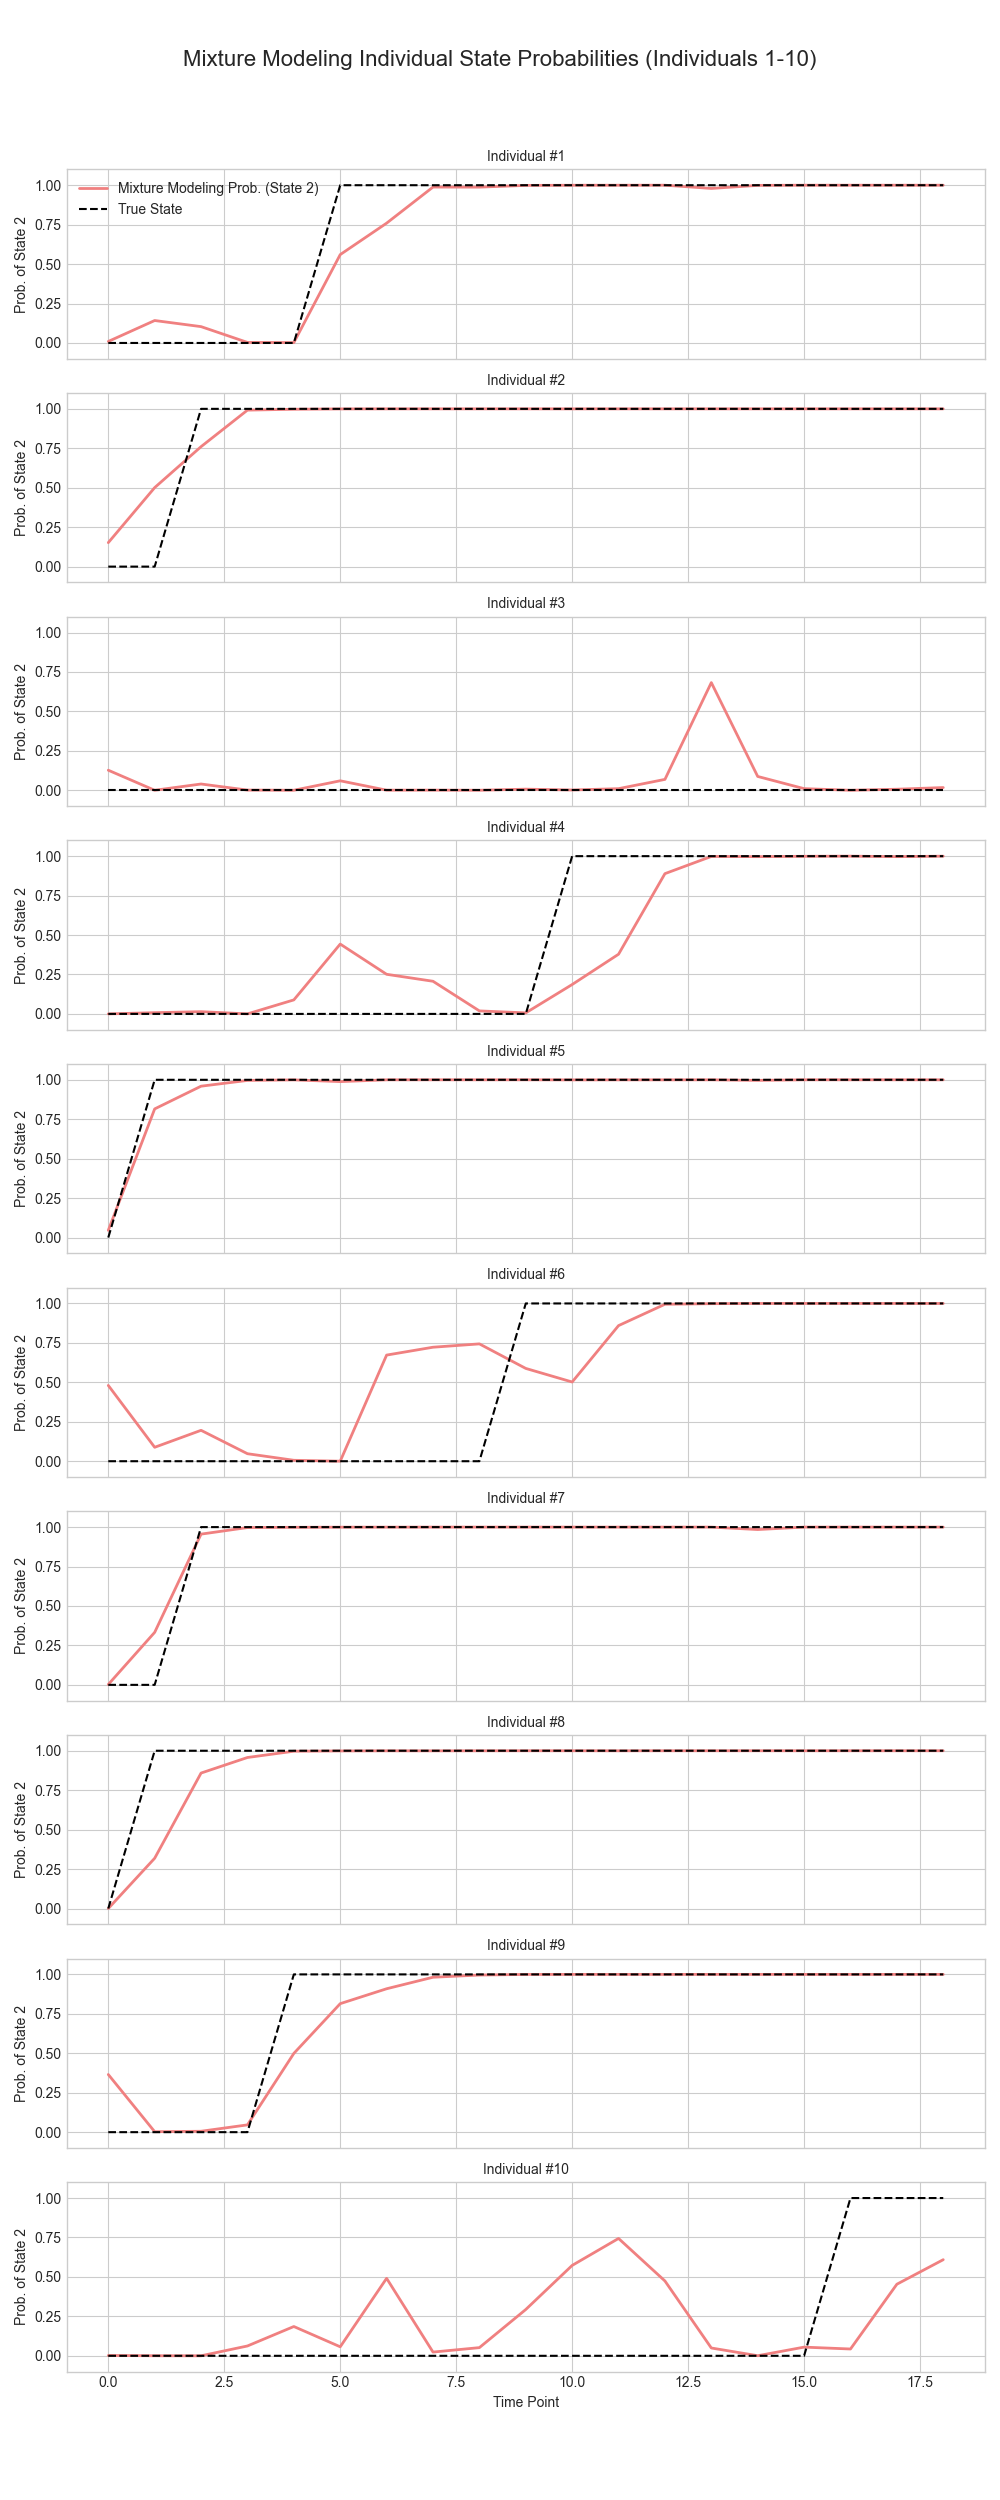 Mixture Modeling Individual State Probabilities (Individuals 1-10)
Individual #1
Mixture Modeling Prob. (State 2)
True State
Prob. of State 2
1.00
0.75
0.50
0.25
0.00
Individual #2
Prob. of State 2
1.00
0.75
0.50
0.25
0.00
Individual #3
Prob. of State 2
1.00
0.75
0.50
0.25
0.00
Individual #4
Prob. of State 2
1.00
0.75
0.50
0.25
0.00
Individual #5
Prob. of State 2
1.00
0.75
0.50
0.25
0.00
Individual #6
Prob. of State 2
1.00
0.75
0.50
0.25
0.00
Individual #7
Prob. of State 2
1.00
0.75
0.50
0.25
0.00
Individual #8
Prob. of State 2
1.00
0.75
0.50
0.25
0.00
Individual #9
Prob. of State 2
1.00
0.75
0.50
0.25
0.00
Individual #10
Prob. of State 2
1.00
0.75
0.50
0.25
0.00
0.0 2.5 5.0 7.5 10.0 12.5 15.0 17.5
Time Point